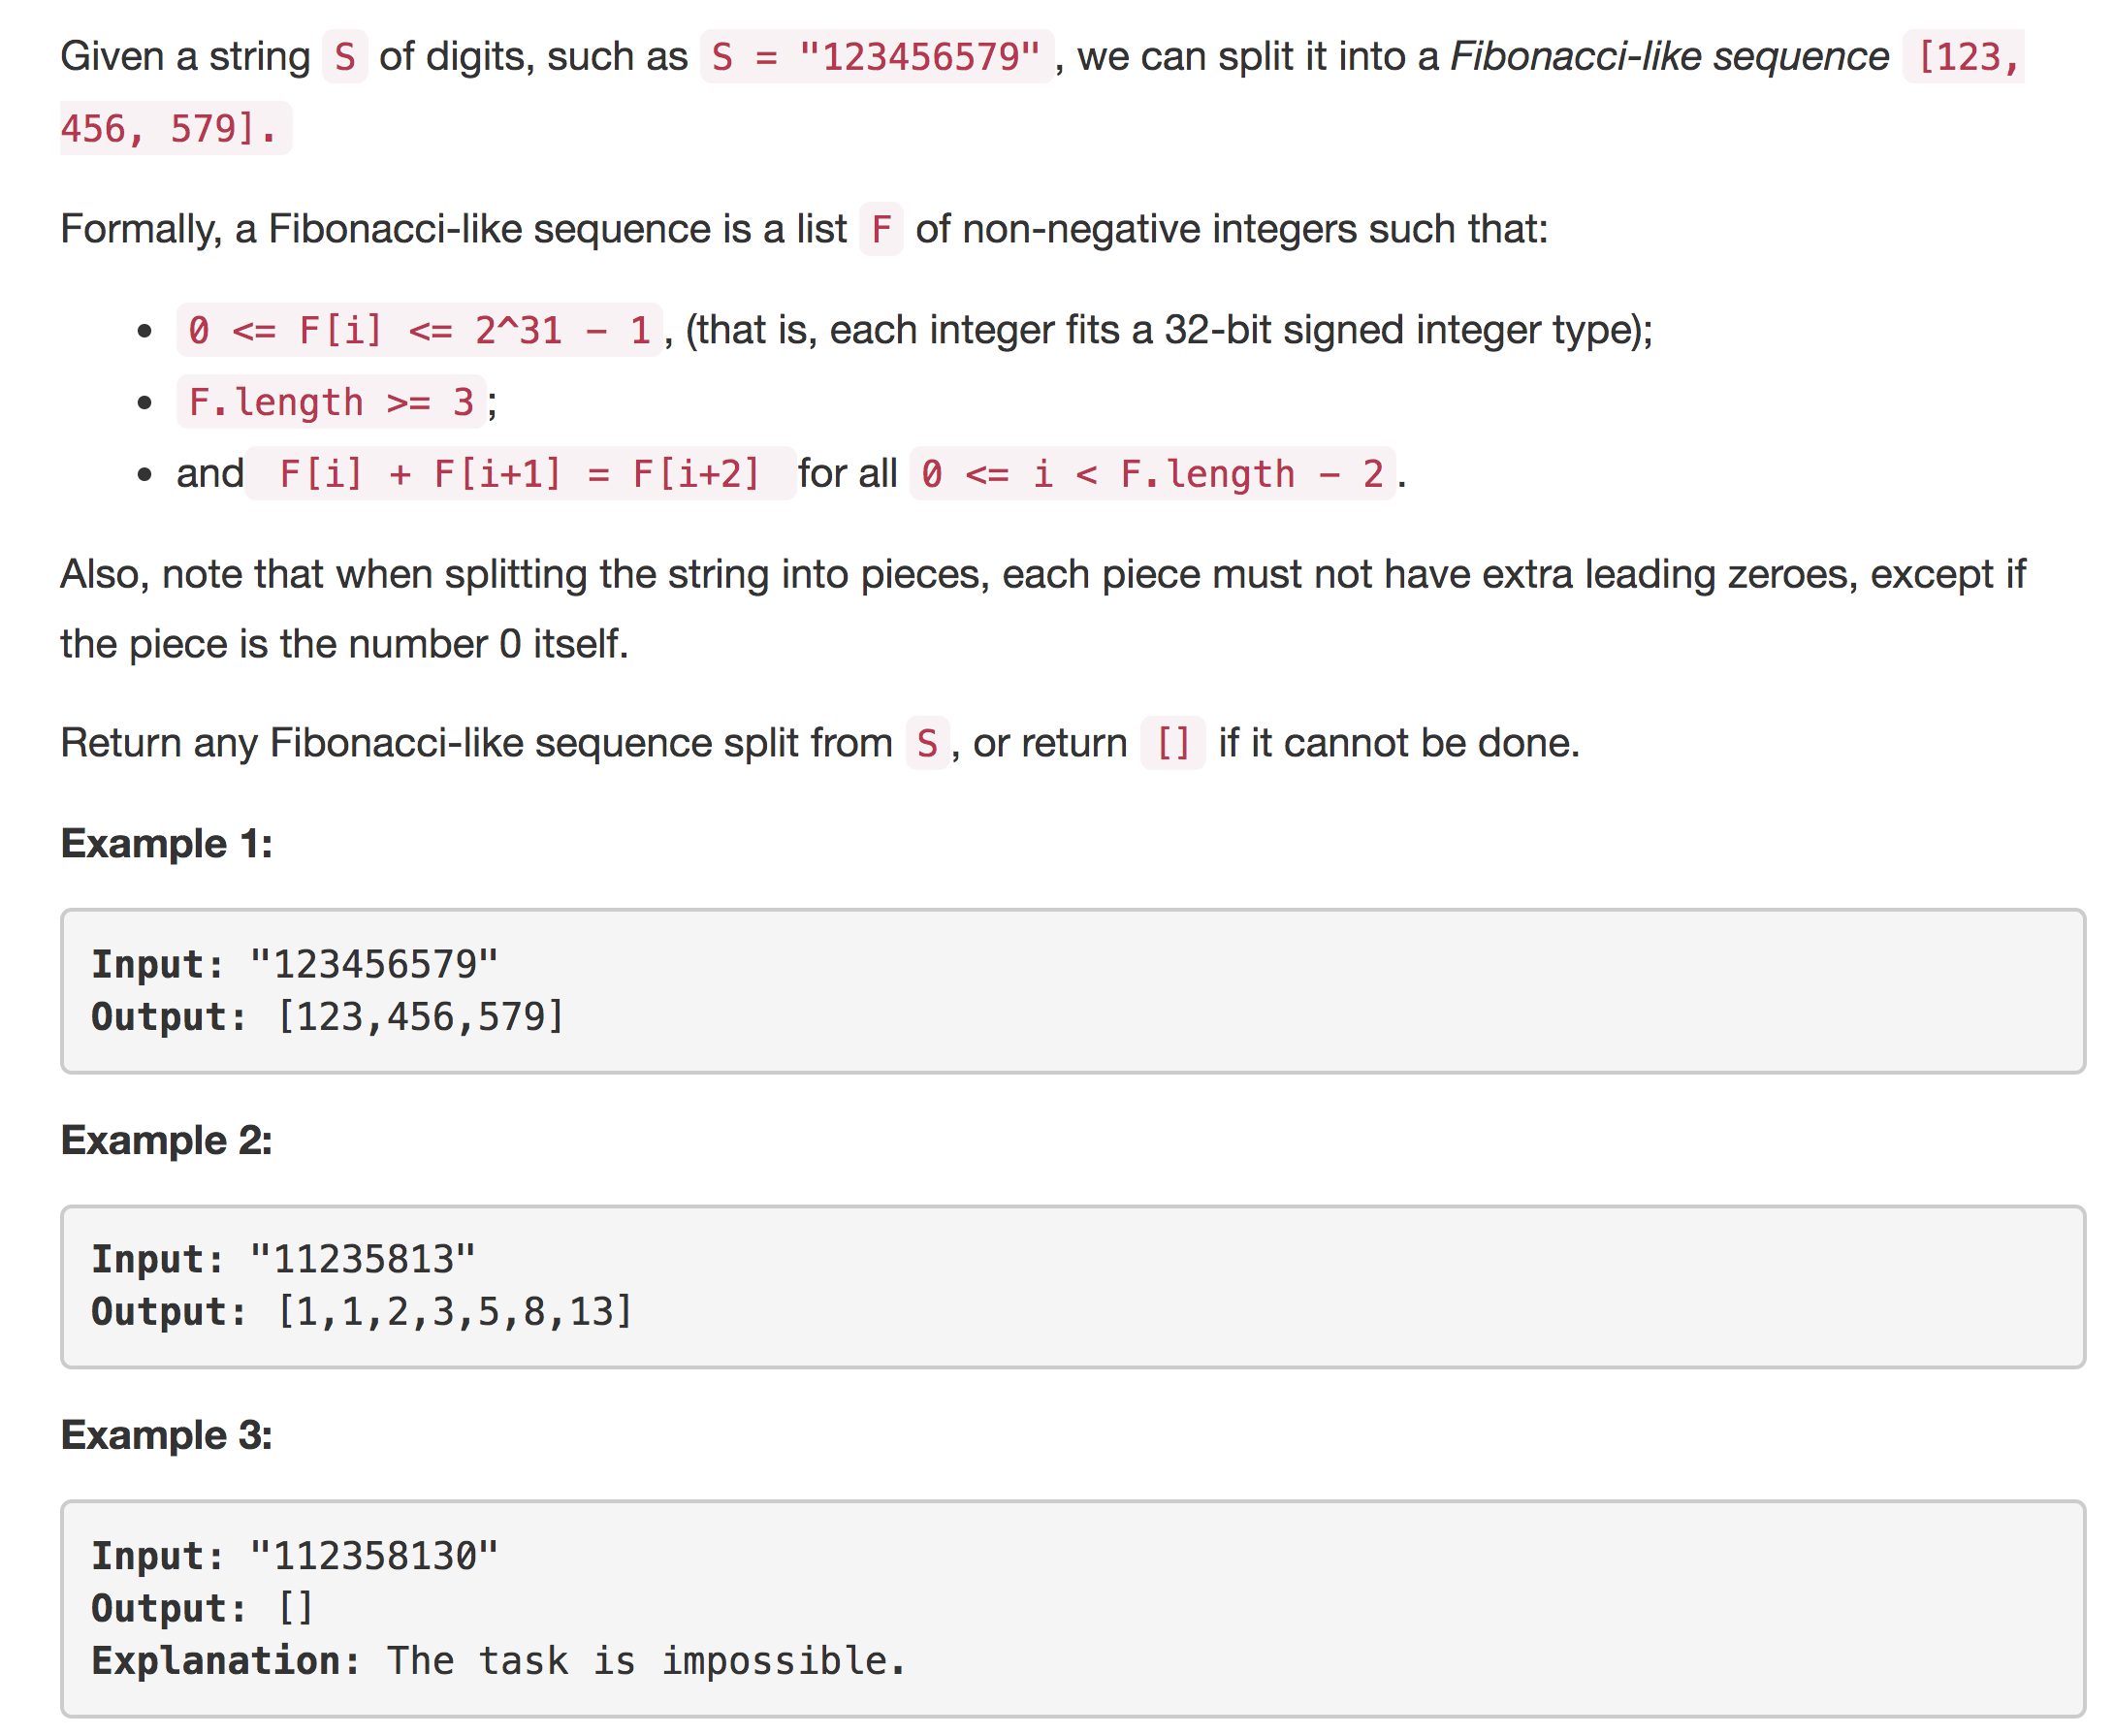 Given a string S of digits, such as S = "123456579", we can split it into a Fibonacci-like sequence [123,
456, 579].
Formally, a Fibonacci-like sequence is a list F of non-negative integers such that:
• 0 <= F[i] <= 2^31 - 1, (that is, each integer fits a 32-bit signed integer type);
• F.length >= 3;
• and F[i] + F[i+1] = F[i+2] for all 0 <= i < F.length - 2.
Also, note that when splitting the string into pieces, each piece must not have extra leading zeroes, except if
the piece is the number 0 itself.
Return any Fibonacci-like sequence split from S, or return [] if it cannot be done.
Example 1:
Input: "123456579"
Output: [123,456,579]
Example 2:
Input: "11235813"
Output: [1,1,2,3,5,8,13]
Example 3:
Input: "112358130"
Output: []
Explanation: The task is impossible.